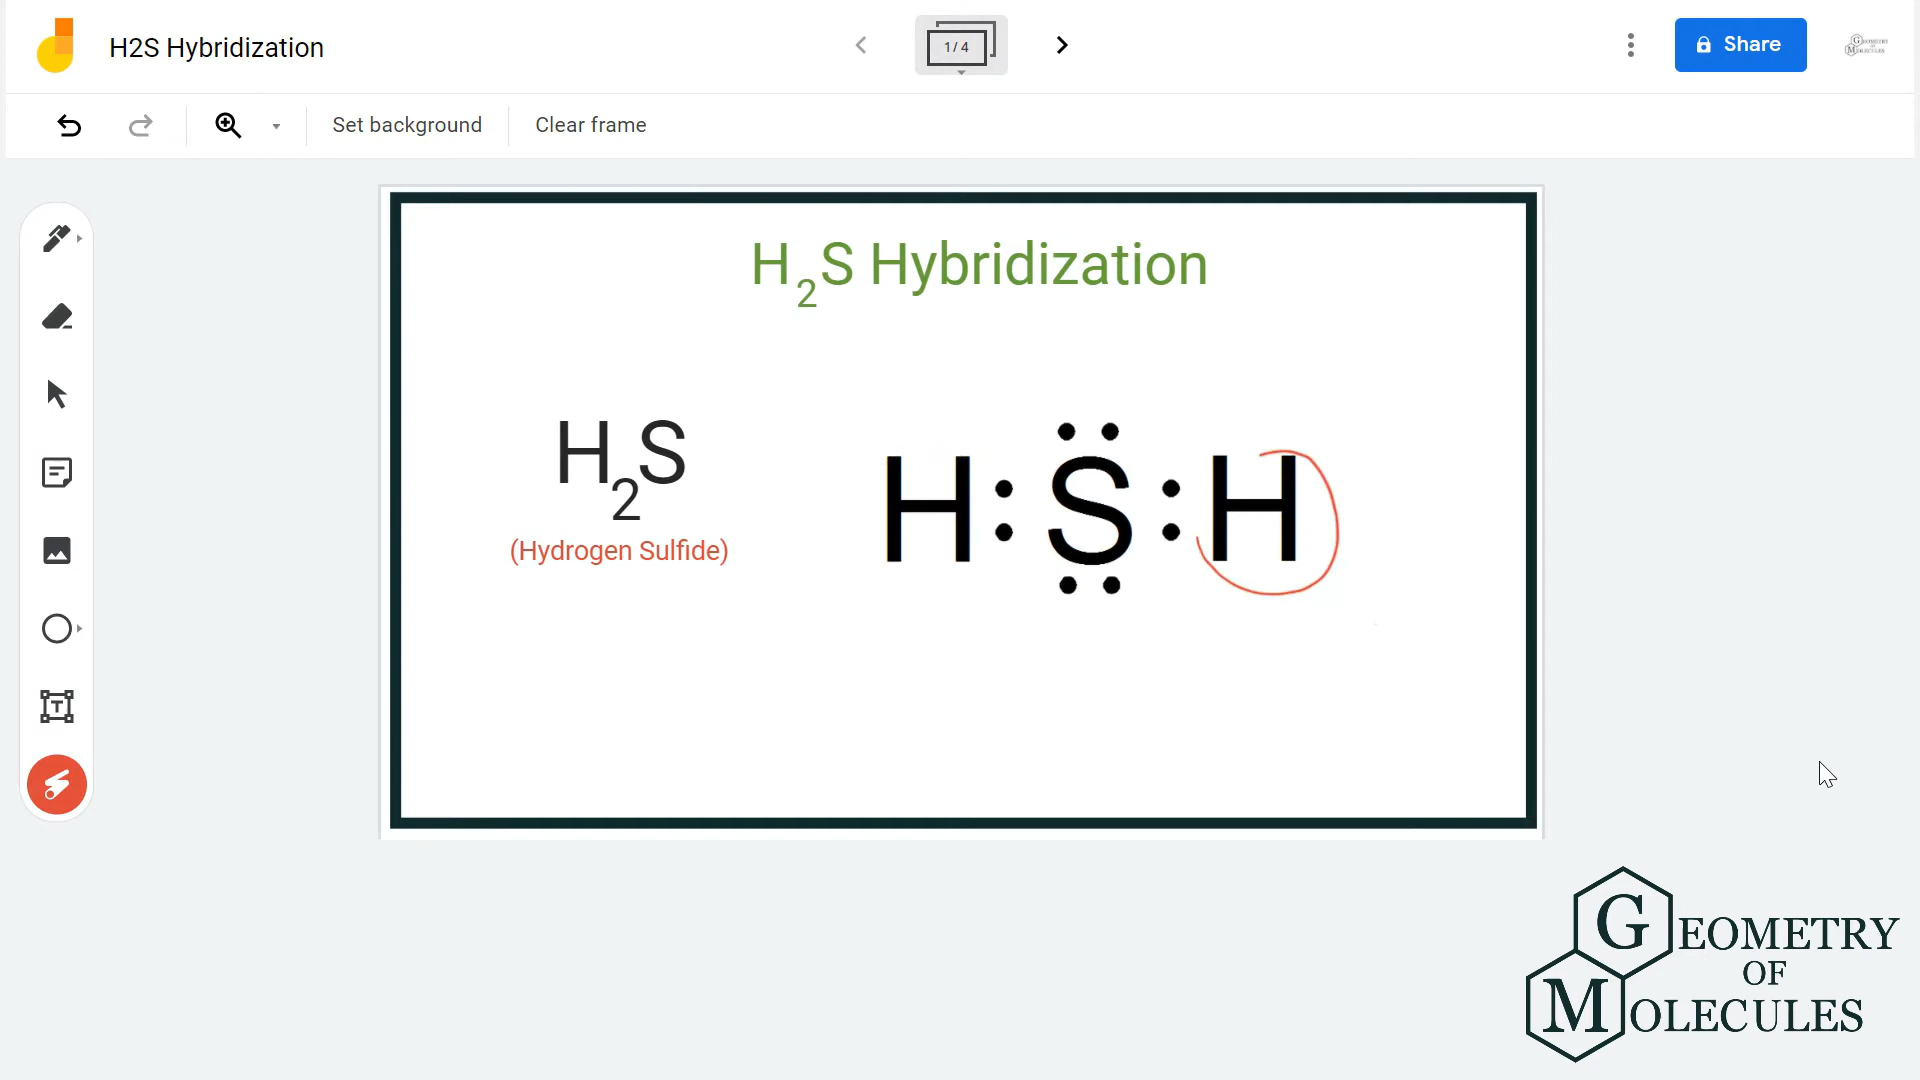 H2S Hybridization
1 / 4
Share
Set background
Clear frame
H₂S Hybridization
H₂S
(Hydrogen Sulfide)
H : S : H
GEOMETRY
OF
MOLECULES